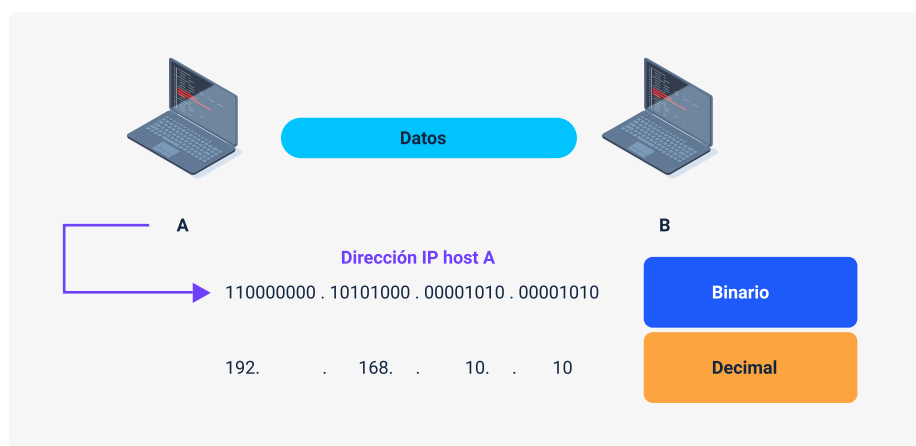 Datos
A
B
Dirección IP host A
110000000 . 10101000 . 00001010 . 00001010
Binario
192. . 168. . 10. . 10
Decimal